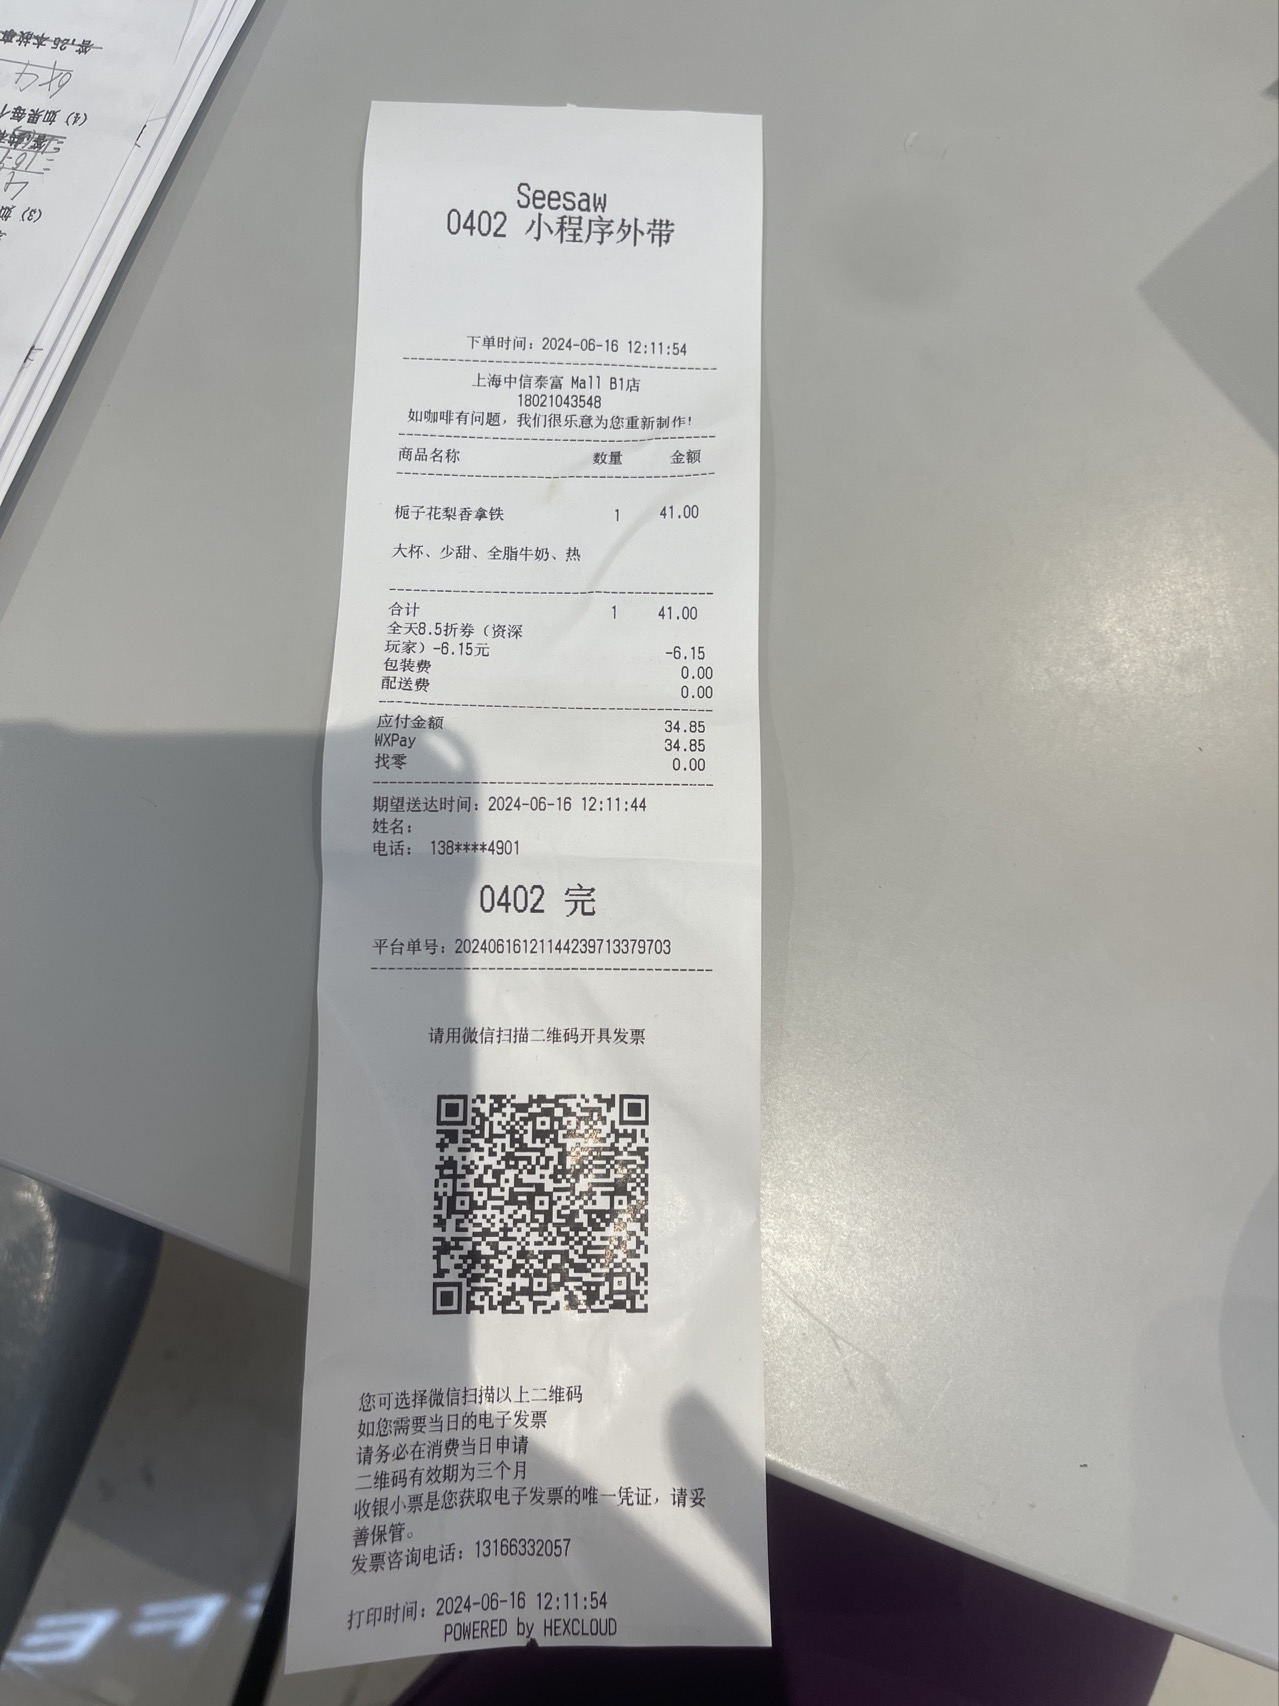 Seesaw
0402 小程序外带
下单时间：2024-06-16 12:11:54
上海中信泰富 Mall B1店
18021043548
如咖啡有问题，我们很乐意为您重新制作！
商品名称 数量 金额
栀子花梨香拿铁 1 41.00
大杯、少甜、全脂牛奶、热
合计 1 41.00
全天8.5折券（资深
玩家）-6.15元 -6.15
包装费 0.00
配送费 0.00
应付金额 34.85
WXPay 34.85
找零 0.00
期望送达时间：2024-06-16 12:11:44
姓名：
电话： 138****4901
0402 完
平台单号：20240616121144239713379703
请用微信扫描二维码开具发票
您可选择微信扫描以上二维码
如您需要当日的电子发票
请务必在消费当日申请
二维码有效期为三个月
收银小票是您获取电子发票的唯一凭证，请妥
善保管。
发票咨询电话：13166332057
打印时间：2024-06-16 12:11:54
POWERED by HEXCLOUD
(4) 如果每个
(3) 如